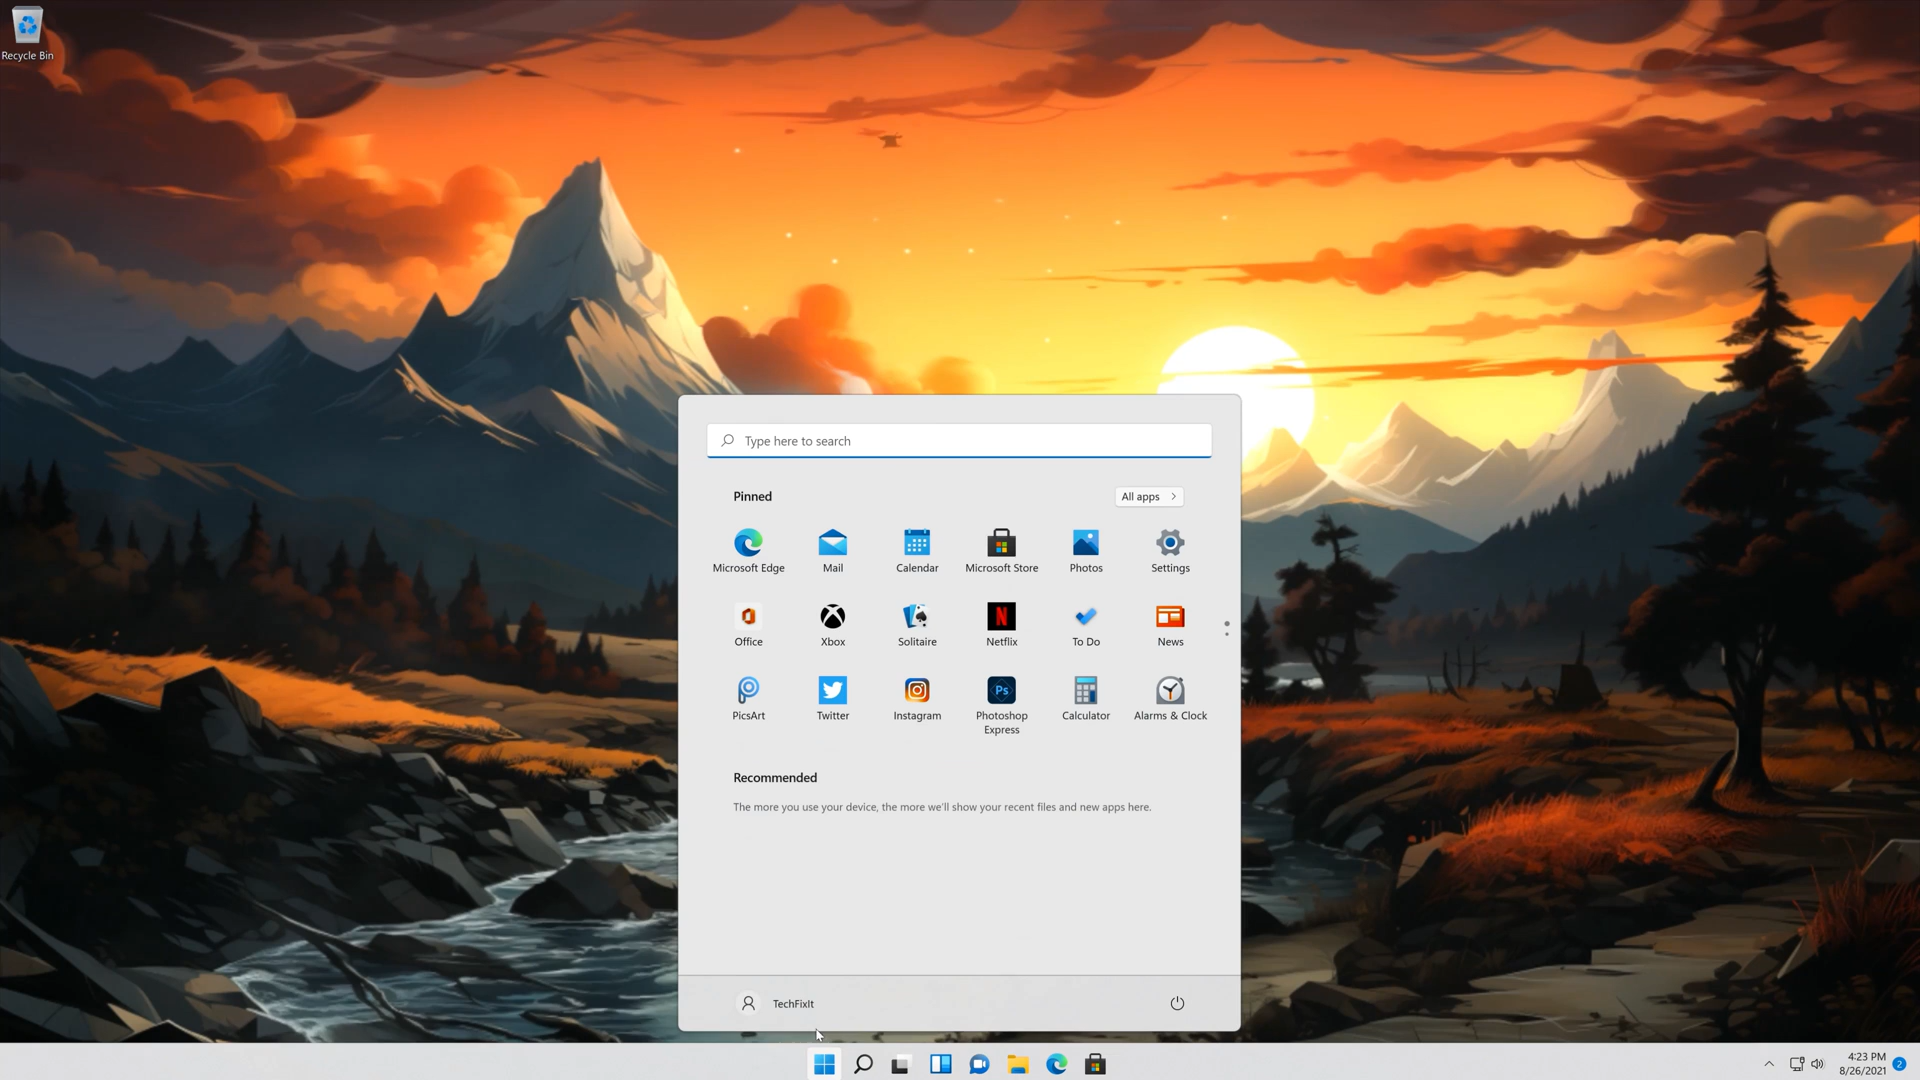 Recycle Bin
Type here to search
Pinned
All apps
Microsoft Edge
Mail
Calendar
Microsoft Store
Photos
Settings
Office
Xbox
Solitaire
Netflix
To Do
News
PicsArt
Twitter
Instagram
Ps
Photoshop
Express
Calculator
Alarms & Clock
Recommended
The more you use your device, the more we'll show your recent files and new apps here.
TechFixIt
4:23 PM
8/26/2021
2